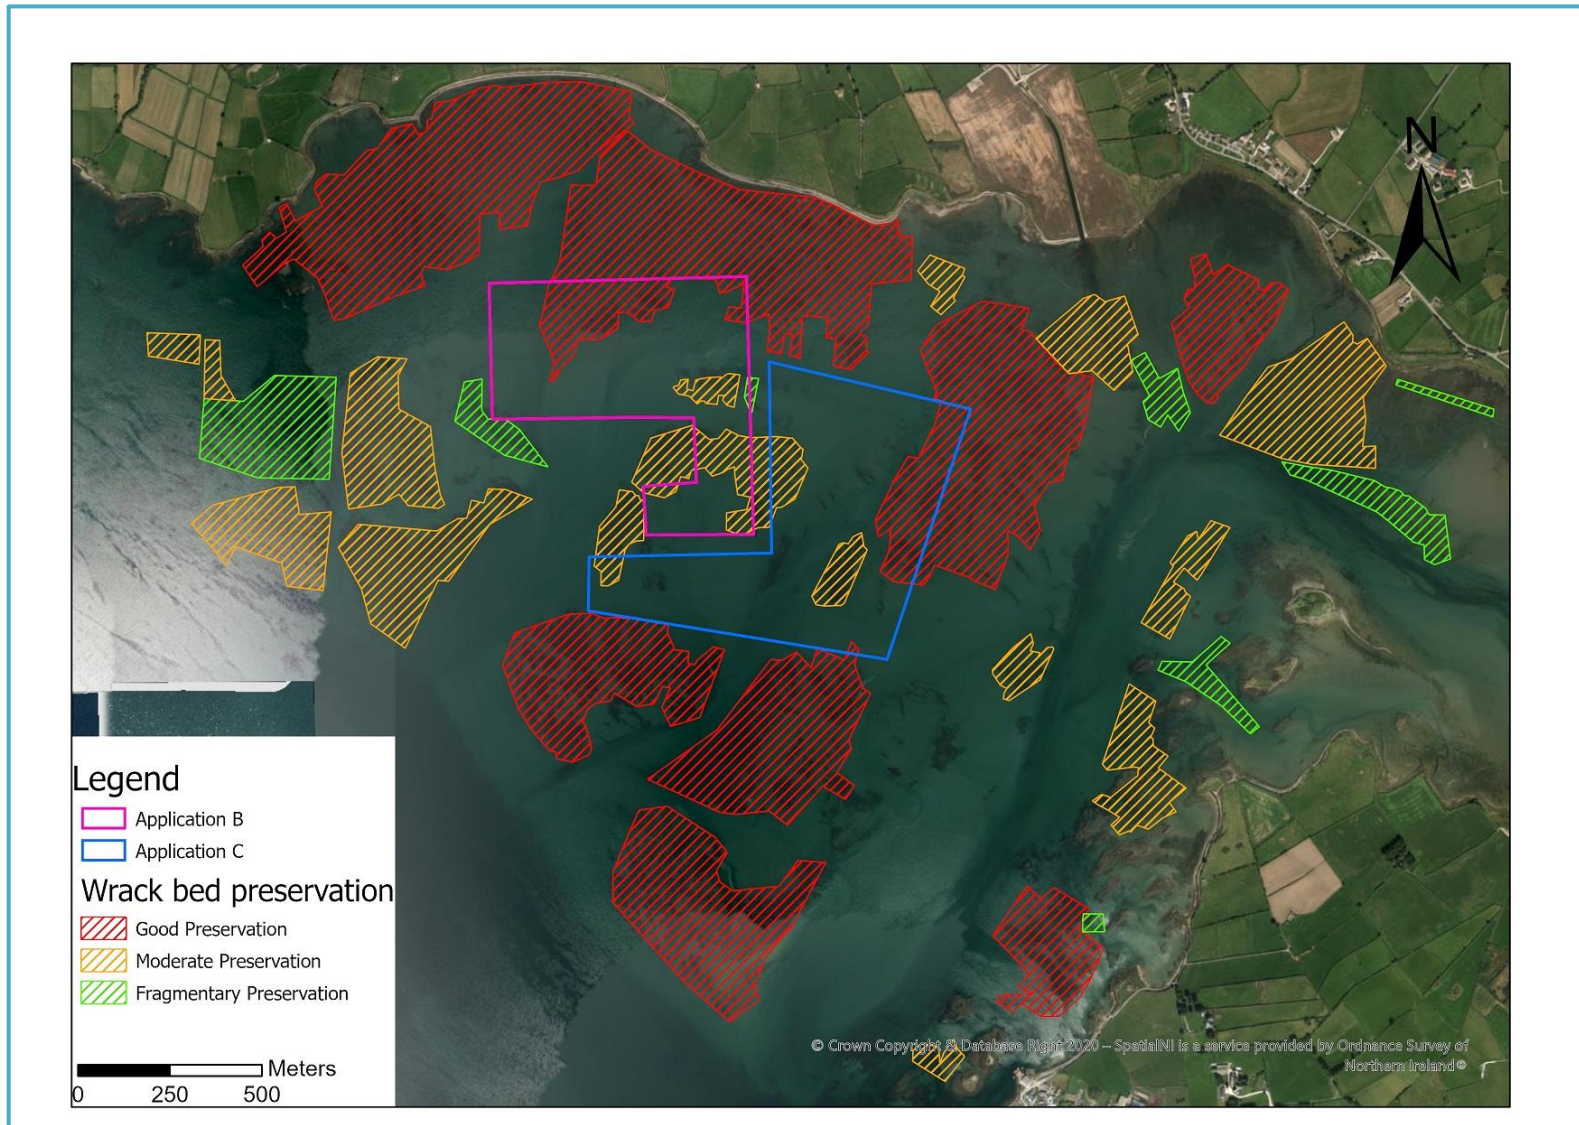 N
Legend
Application B
Application C
Wrack bed preservation
Good Preservation
Moderate Preservation
Fragmentary Preservation
Meters
0 250 500
© Crown Copyright & Database Right 2020 – SpatialNI is a service provided by Ordnance Survey of
Northern Ireland©